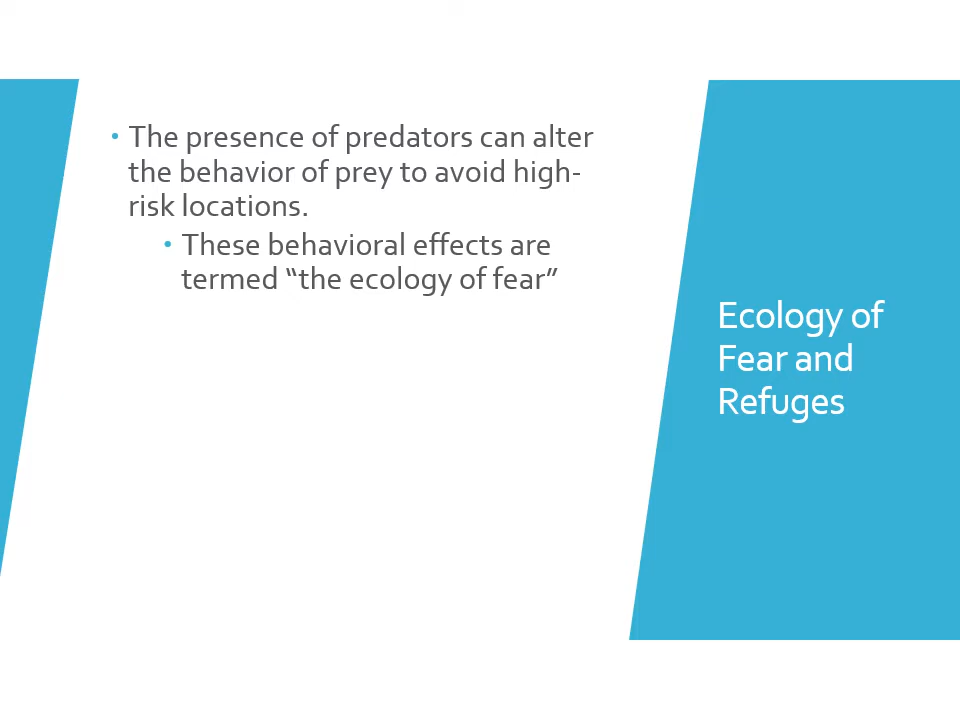 The presence of predators can alter
the behavior of prey to avoid high-
risk locations.
These behavioral effects are
termed “the ecology of fear”
Ecology of
Fear and
Refuges